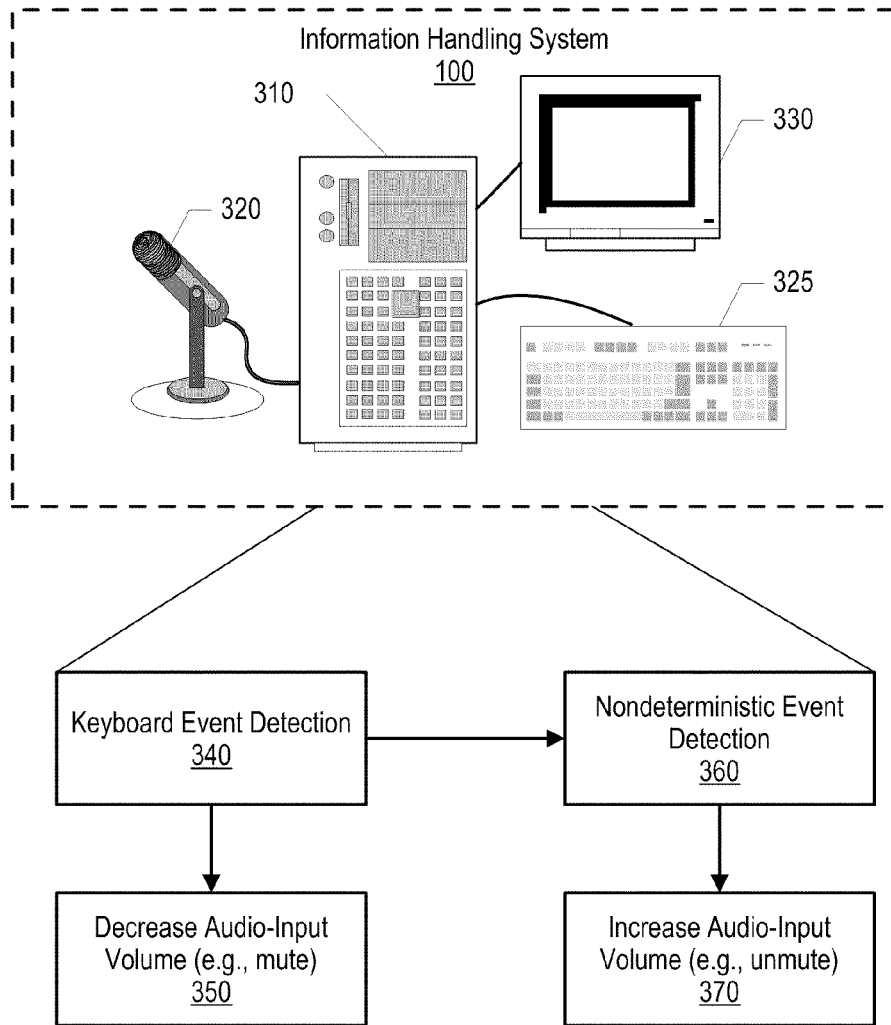 Information Handling System
100
310
330
320
325
Keyboard Event Detection
340
Nondeterministic Event
Detection
360
Decrease Audio-Input
Volume (e.g., mute)
350
Increase Audio-Input
Volume (e.g., unmute)
370